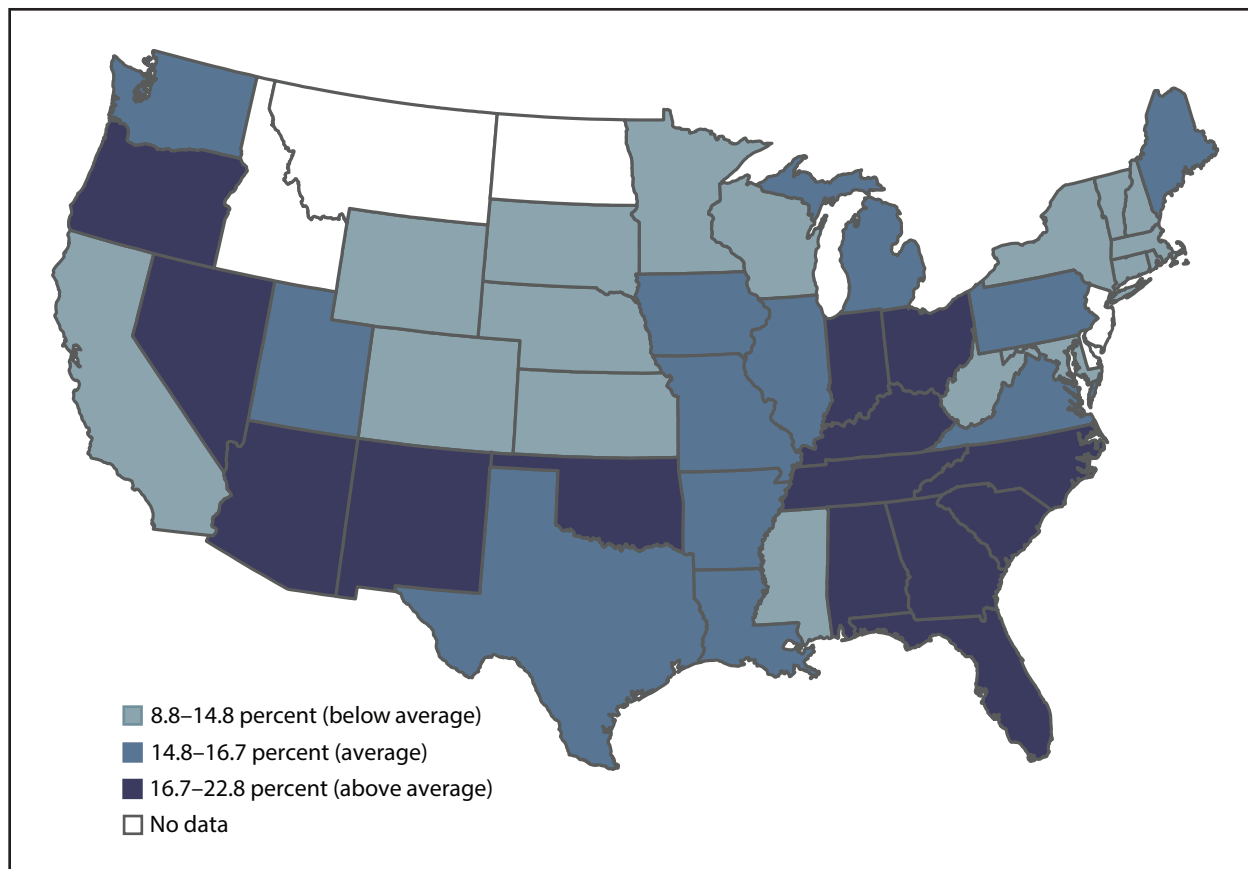 8.8–14.8 percent (below average)
14.8–16.7 percent (average)
16.7–22.8 percent (above average)
No data